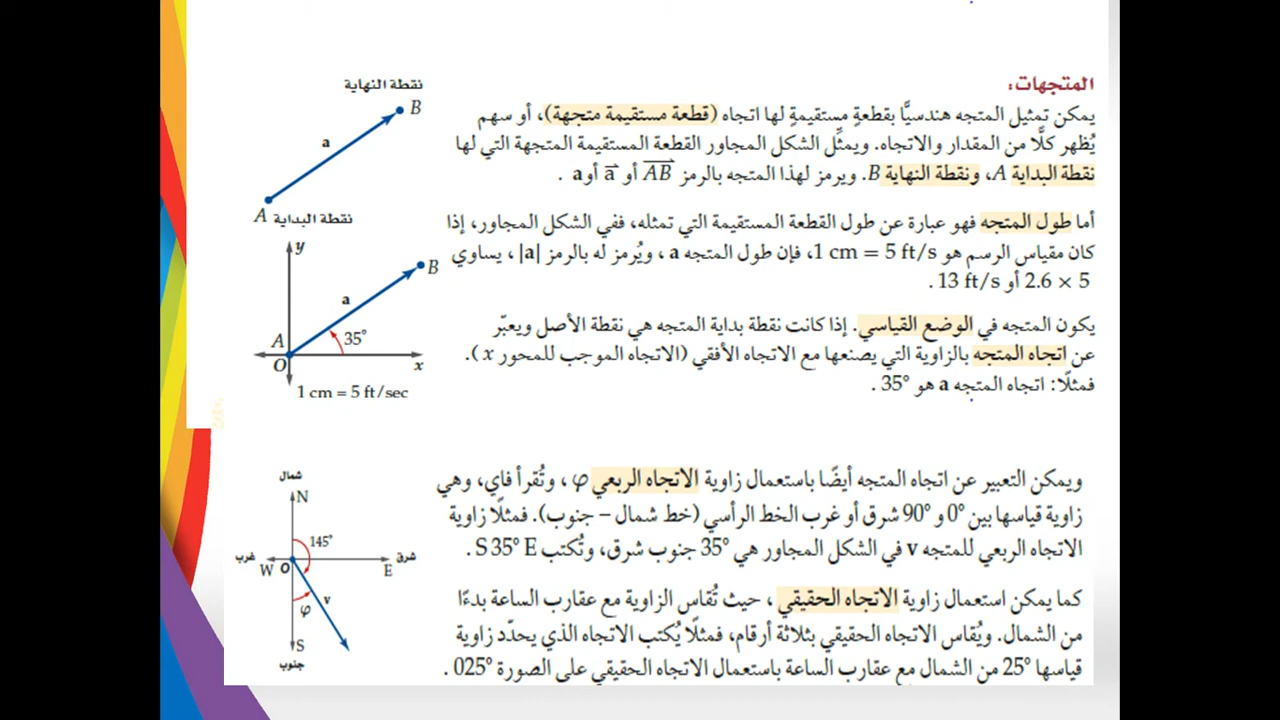 المتجهات:
يمكن تمثيل المتجه هندسيًّا بقطعةٍ مستقيمةٍ لها اتجاه (قطعة مستقيمة متجهة)، أو سهم
يُظهر كلًّا من المقدار والاتجاه. ويمثِّل الشكل المجاور القطعة المستقيمة المتجهة التي لها
نقطة البداية A، ونقطة النهاية B. ويرمز لهذا المتجه بالرمز AB⃗ أو a⃗ أو a .
أما طول المتجه فهو عبارة عن طول القطعة المستقيمة التي تمثله، ففي الشكل المجاور، إذا
كان مقياس الرسم هو 1 cm = 5 ft/s، فإن طول المتجه a ، ويُرمز له بالرمز |a| ، يساوي
2.6 × 5 أو 13 ft/s .
يكون المتجه في الوضع القياسي. إذا كانت نقطة بداية المتجه هي نقطة الأصل ويعبّر
عن اتجاه المتجه بالزاوية التي يصنعها مع الاتجاه الأفقي (الاتجاه الموجب للمحور x ).
فمثلًا: اتجاه المتجه a هو 35° .
نقطة النهاية
B
a
A
نقطة البداية
y
B
a
35°
A
O
x
1 cm = 5 ft/sec
ويمكن التعبير عن اتجاه المتجه أيضًا باستعمال زاوية الاتجاه الربعي φ ، وتُقرأ فاي، وهي
زاوية قياسها بين 0° و 90° شرق أو غرب الخط الرأسي (خط شمال – جنوب). فمثلًا زاوية
الاتجاه الربعي للمتجه v في الشكل المجاور هي 35° جنوب شرق، وتُكتب S 35° E .
كما يمكن استعمال زاوية الاتجاه الحقيقي ، حيث تُقاس الزاوية مع عقارب الساعة بدءًا
من الشمال. ويُقاس الاتجاه الحقيقي بثلاثة أرقام، فمثلًا يُكتب الاتجاه الذي يحدّد زاوية
قياسها 25° من الشمال مع عقارب الساعة باستعمال الاتجاه الحقيقي على الصورة 025° .
شمال
N
145°
شرق
E
غرب
W
O
v
φ
S
جنوب